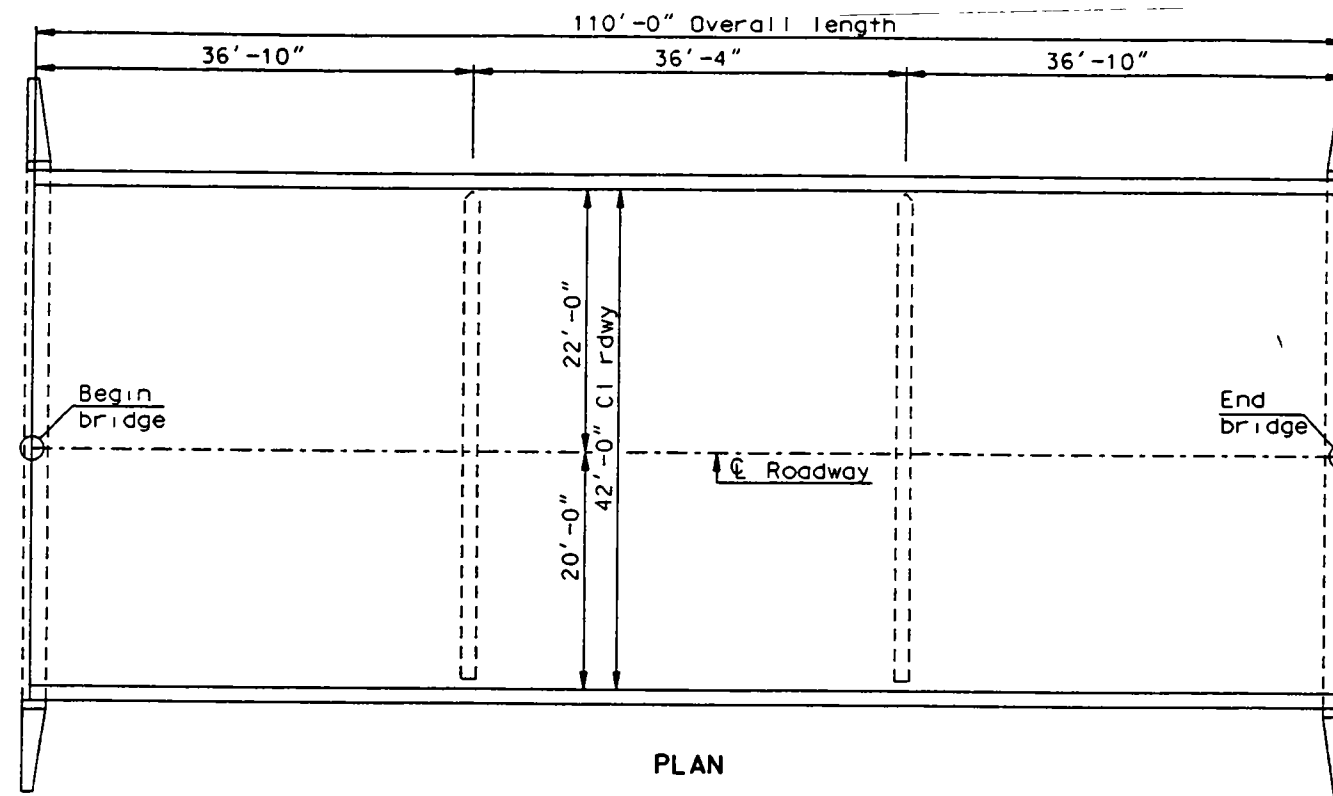 110'-0" Overall length
36'-10"
36'-4"
36'-10"
22'-0"
42'-0" Cl rdwy
20'-0"
Begin
bridge
End
bridge
℄ Roadway
PLAN